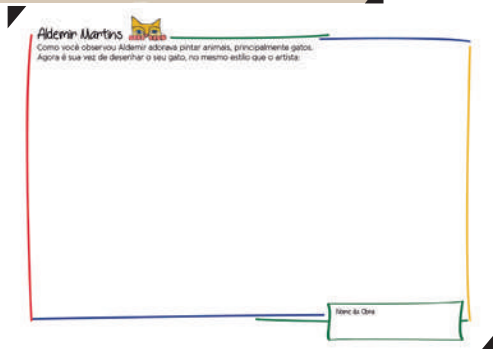 Aldemir Martins
Como você observou Aldemir adorava pintar animais, principalmente gatos.
Agora é sua vez de desenhar o seu gato, no mesmo estilo que o artista:
Nome da Obra